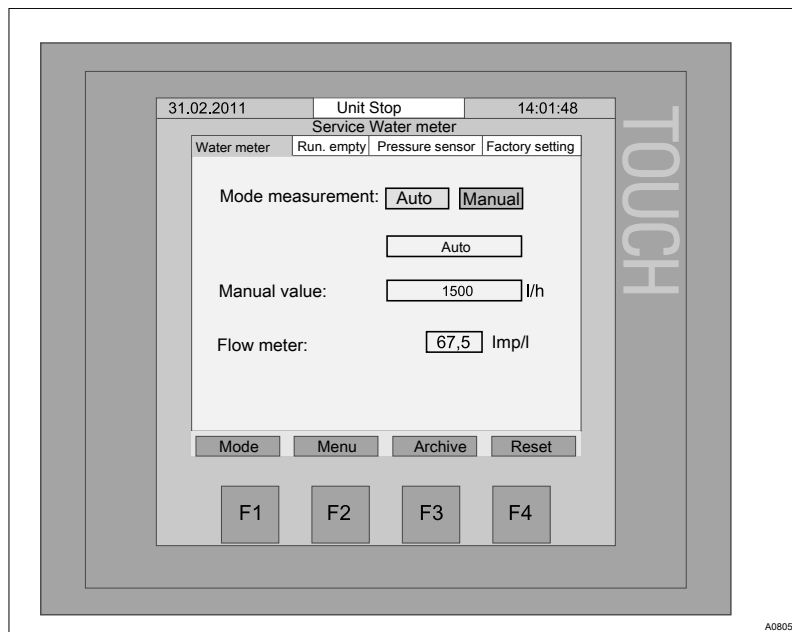 31.02.2011 Unit Stop 14:01:48
Service Water meter
Water meter Run. empty Pressure sensor Factory setting
Mode measurement: Auto Manual
Auto
Manual value: 1500 l/h
Flow meter: 67,5 Imp/l
Mode Menu Archive Reset
F1 F2 F3 F4
TOUCH
A0805